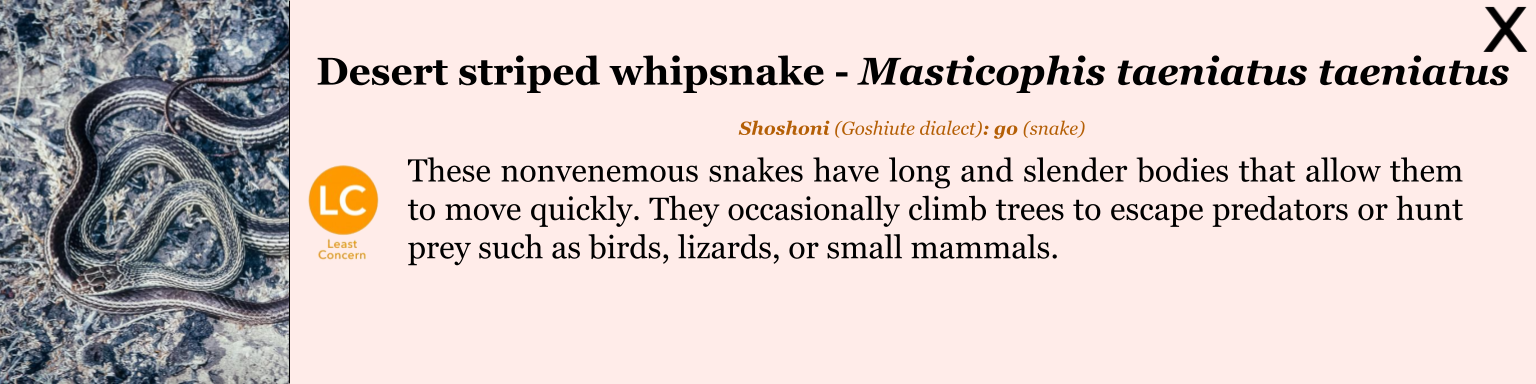 X
Desert striped whipsnake - Masticophis taeniatus taeniatus
Shoshoni (Goshiute dialect): go (snake)
LC
Least
Concern
These nonvenemous snakes have long and slender bodies that allow them
to move quickly. They occasionally climb trees to escape predators or hunt
prey such as birds, lizards, or small mammals.